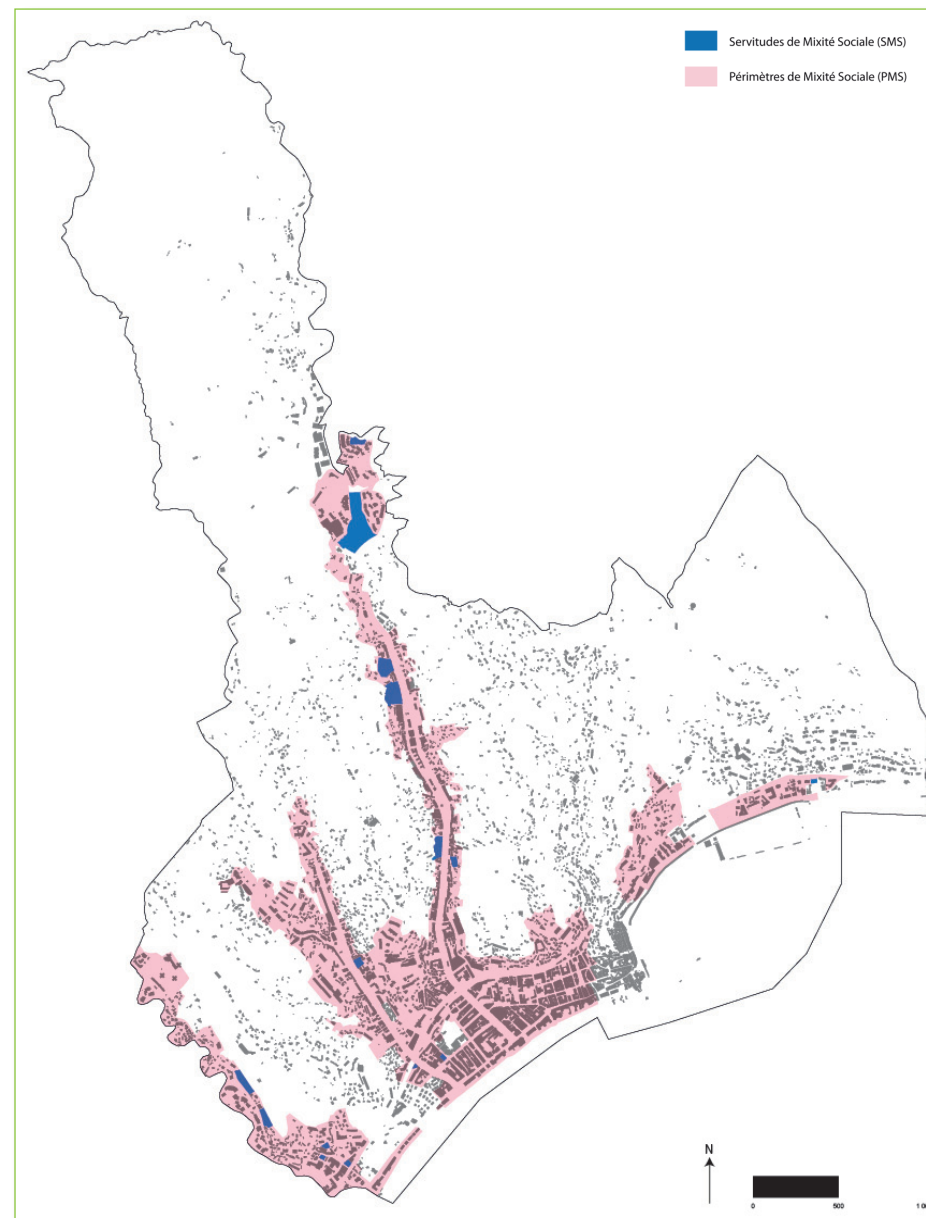 Servitudes de Mixité Sociale (SMS)
Périmètres de Mixité Sociale (PMS)
N
0
500